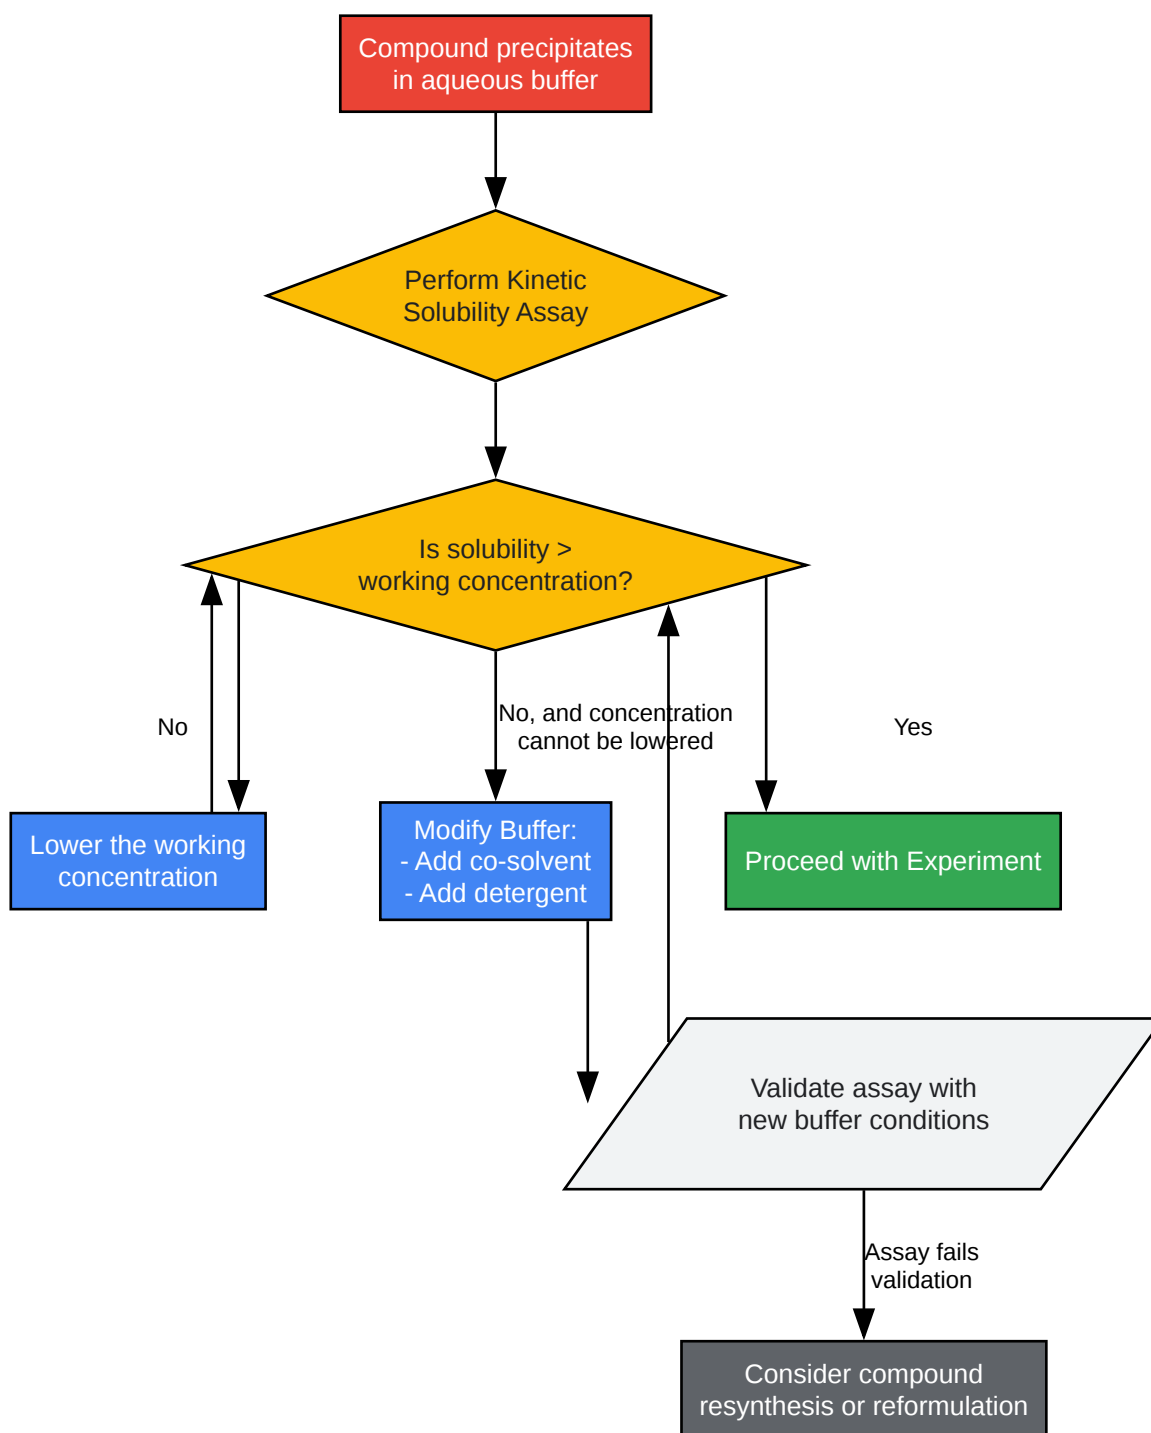 Compound precipitates
in aqueous buffer
Perform Kinetic
Solubility Assay
Is solubility >
working concentration?
No
No, and concentration
cannot be lowered
Yes
Lower the working
concentration
Modify Buffer:
- Add co-solvent
- Add detergent
Proceed with Experiment
Validate assay with
new buffer conditions
Assay fails
validation
Consider compound
resynthesis or reformulation